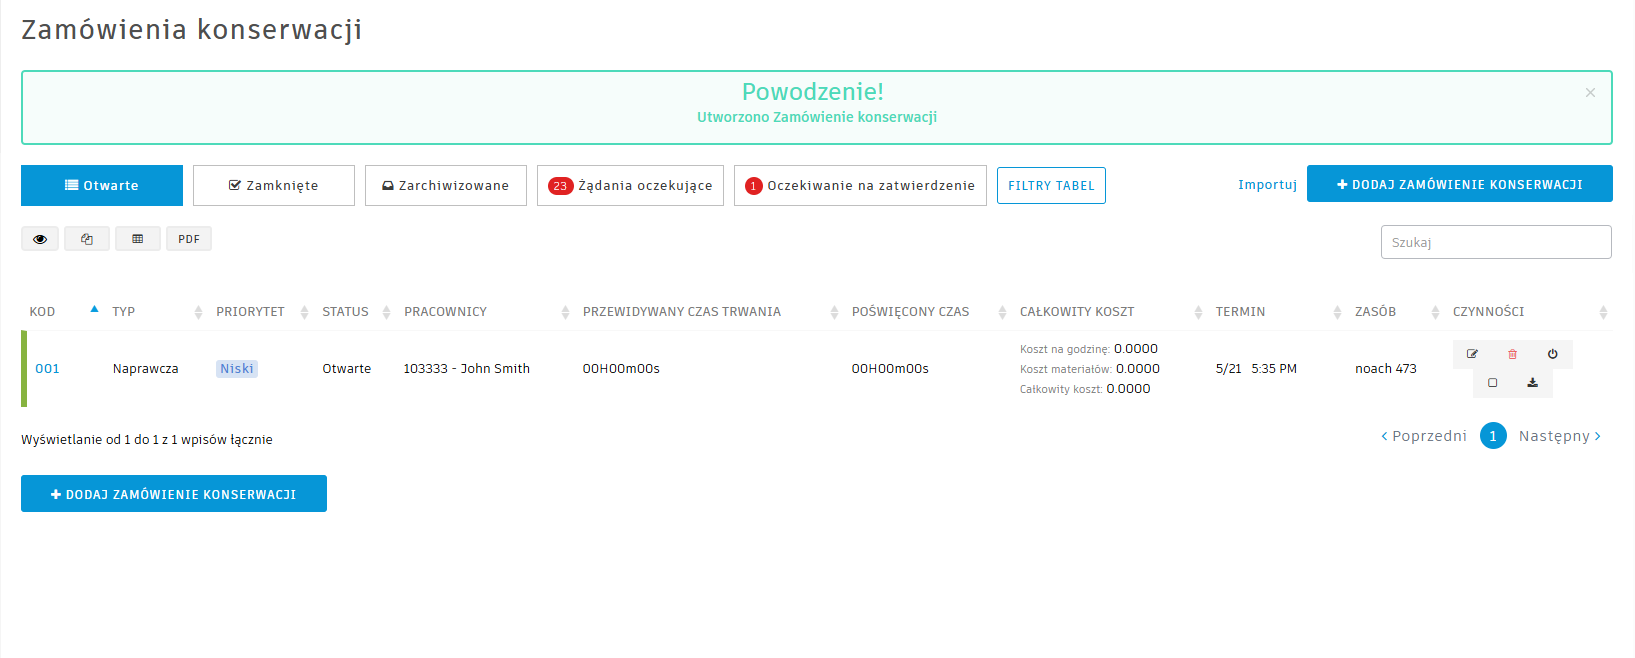 Zamówienia konserwacji
Powodzenie!
×
Utworzono Zamówienie konserwacji
Otwarte
Zamknięte
Zarchiwizowane
23 Żądania oczekujące
1 Oczekiwanie na zatwierdzenie
FILTRY TABEL
Importuj
DODAJ ZAMÓWIENIE KONSERWACJI
PDF
Szukaj
KOD TYP PRIORYTET STATUS PRACOWNICY PRZEWIDYWANY CZAS TRWANIA POŚWIĘCONY CZAS CAŁKOWITY KOSZT TERMIN ZASÓB CZYNNOŚCI
001 Naprawcza Niski Otwarte 103333 - John Smith 00H00m00s 00H00m00s
Koszt na godzinę: 0.0000
Koszt materiałów: 0.0000
Całkowity koszt: 0.0000
5/21 5:35 PM noach 473
Wyświetlanie od 1 do 1 z 1 wpisów łącznie
Poprzedni 1 Następny
DODAJ ZAMÓWIENIE KONSERWACJI